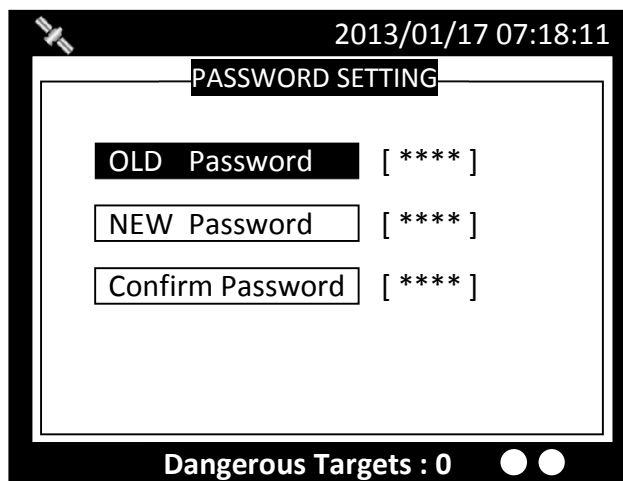 2013/01/17 07:18:11
PASSWORD SETTING
OLD Password [ **** ]
NEW Password [ **** ]
Confirm Password [ **** ]
Dangerous Targets : 0